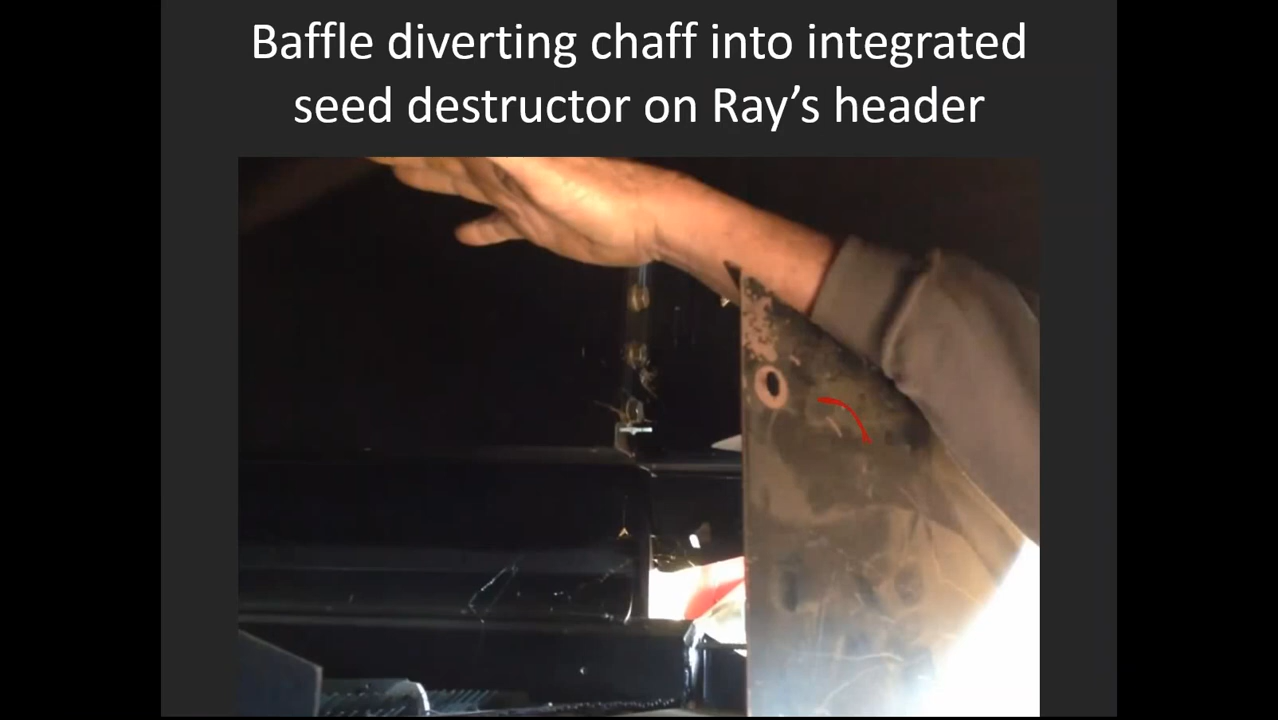 Baffle diverting chaff into integrated
seed destructor on Ray’s header